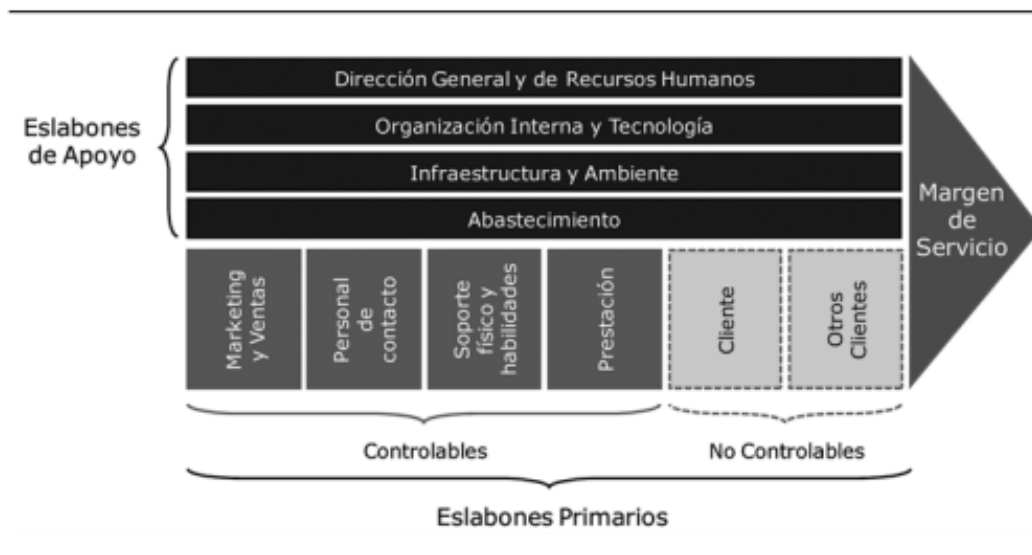 Eslabones
de Apoyo
Dirección General y de Recursos Humanos
Organización Interna y Tecnología
Infraestructura y Ambiente
Abastecimiento
Marketing
y Ventas
Personal
de
contacto
Soporte
físico y
habilidades
Prestación
Cliente
Otros
Clientes
Margen
de
Servicio
Controlables
No Controlables
Eslabones Primarios